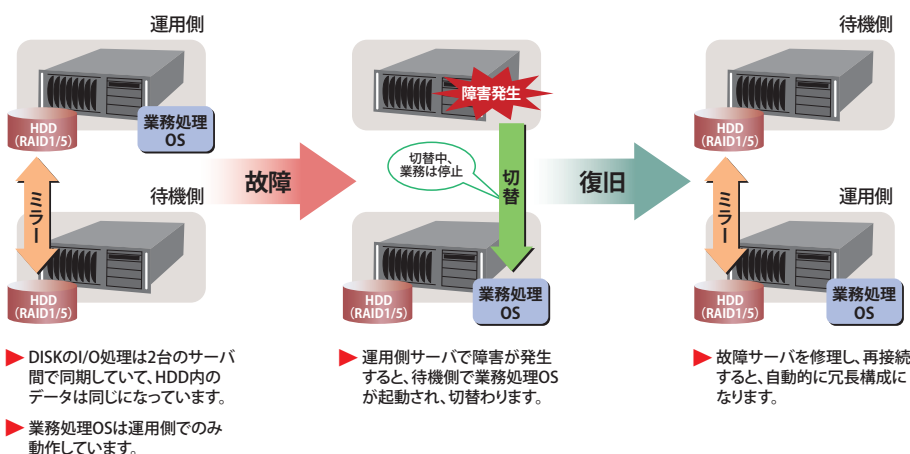 運用側
HDD
(RAID1/5)
業務処理
OS
ミラー
待機側
HDD
(RAID1/5)
故障
障害発生
切替中、
業務は停止
切替
HDD
(RAID1/5)
業務処理
OS
復旧
待機側
HDD
(RAID1/5)
ミラー
運用側
HDD
(RAID1/5)
業務処理
OS
DISKのI/O処理は2台のサーバ
間で同期していて、HDD内の
データは同じになっています。
業務処理OSは運用側でのみ
動作しています。
運用側サーバで障害が発生
すると、待機側で業務処理OS
が起動され、切替わります。
故障サーバを修理し、再接続
すると、自動的に冗長構成に
なります。